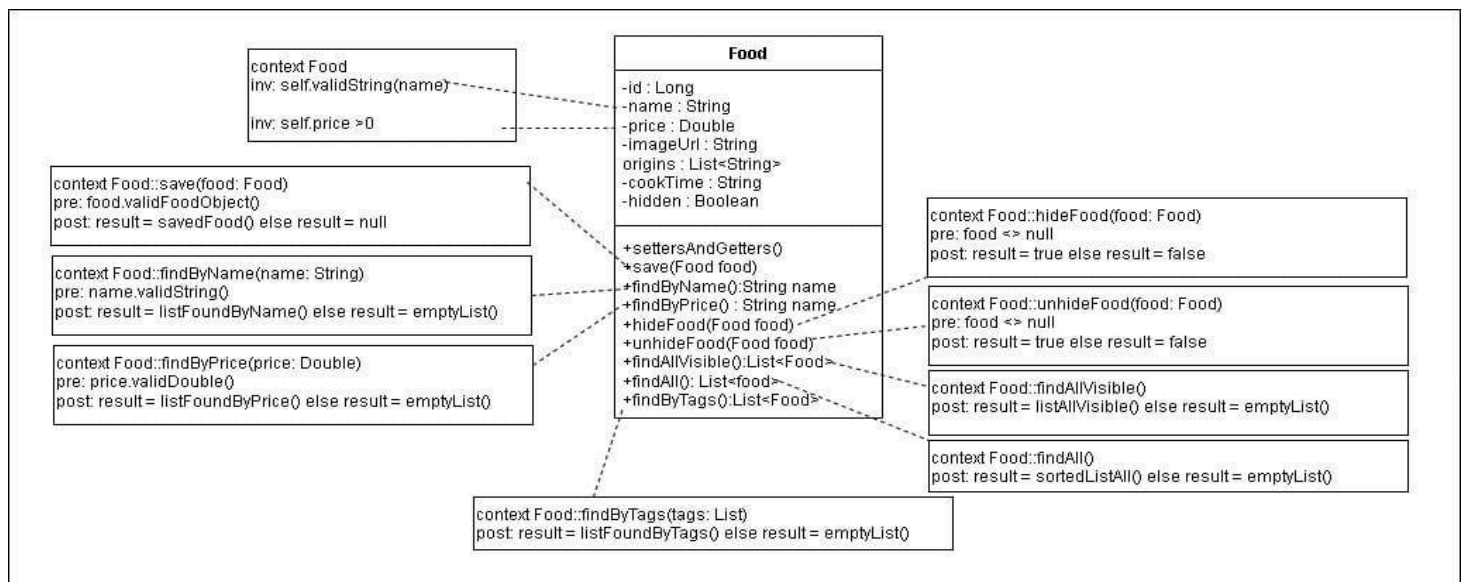 context Food
inv: self.validString(name)
inv: self.price >0
Food
-id : Long
-name : String
-price : Double
-imageUrl : String
origins : List<String>
-cookTime : String
-hidden : Boolean
+settersAndGetters()
+save(Food food)
+findByName():String name
+findByPrice() : String name
+hideFood(Food food)
+unhideFood(Food food)
+findAllVisible():List<Food>
+findAll(): List<food>
+findByTags():List<Food>
context Food::save(food: Food)
pre: food.validFoodObject()
post: result = savedFood() else result = null
context Food::findByName(name: String)
pre: name.validString()
post: result = listFoundByName() else result = emptyList()
context Food::findByPrice(price: Double)
pre: price.validDouble()
post: result = listFoundByPrice() else result = emptyList()
context Food::hideFood(food: Food)
pre: food <> null
post: result = true else result = false
context Food::unhideFood(food: Food)
pre: food <> null
post: result = true else result = false
context Food::findAllVisible()
post: result = listAllVisible() else result = emptyList()
context Food::findAll()
post: result = sortedListAll() else result = emptyList()
context Food::findByTags(tags: List)
post: result = listFoundByTags() else result = emptyList()